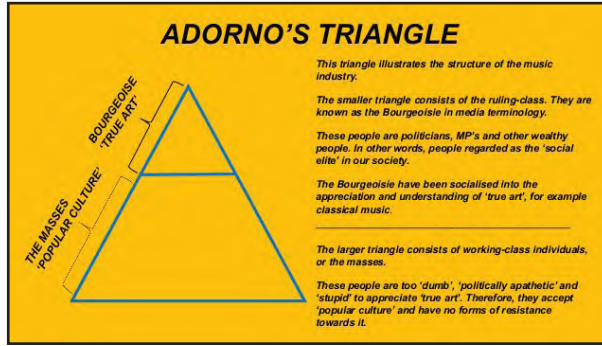 ADORNO'S TRIANGLE
BOURGEOISE
'TRUE ART'
THE MASSES
'POPULAR CULTURE'
This triangle illustrates the structure of the music
industry.
The smaller triangle consists of the ruling-class. They are
known as the Bourgeoisie in media terminology.
These people are politicians, MP's and other wealthy
people. In other words, people regarded as the 'social
elite' in our society.
The Bourgeoisie have been socialised into the
appreciation and understanding of 'true art', for example
classical music.
The larger triangle consists of working-class individuals,
or the masses.
These people are too 'dumb', 'politically apathetic' and
'stupid' to appreciate 'true art'. Therefore, they accept
'popular culture' and have no forms of resistance
towards it.